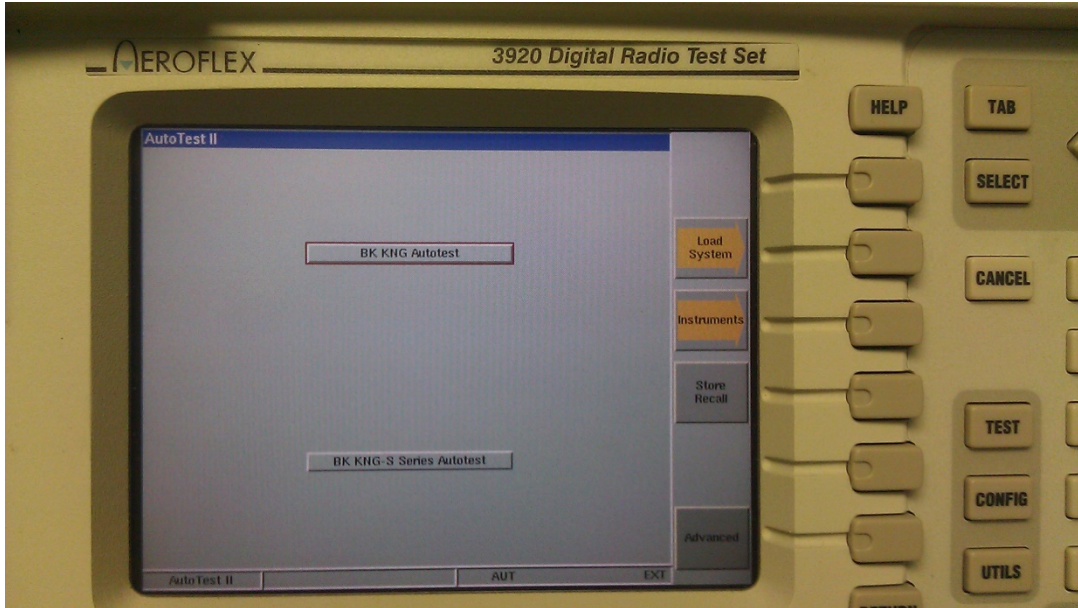 AEROFLEX
3920 Digital Radio Test Set
HELP
TAB
AutoTest II
SELECT
Load
System
BK KNG Autotest
CANCEL
Instruments
Store
Recall
TEST
BK KNG-S Series Autotest
CONFIG
Advanced
UTILS
AutoTest II
AUT
EXT
RETURN